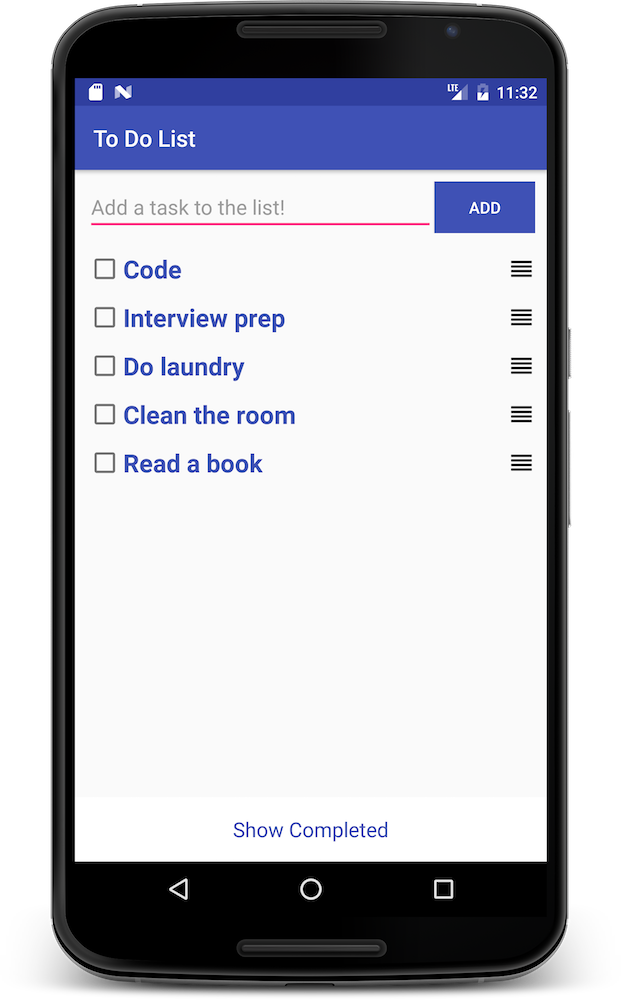 LTE 11:32
To Do List
Add a task to the list! ADD
Code
Interview prep
Do laundry
Clean the room
Read a book
Show Completed